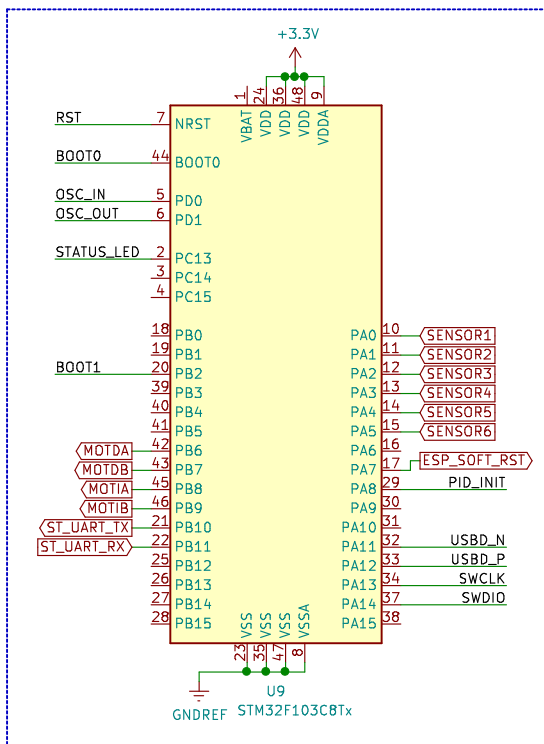 +3.3V
1 24 36 48 9
VBAT VDD VDD VDD VDDA
RST 7 NRST
BOOT0 44 BOOT0
OSC_IN 5 PD0
OSC_OUT 6 PD1
STATUS_LED 2 PC13
3 PC14
4 PC15
18 PB0 PA0 10 SENSOR1
19 PB1 PA1 11 SENSOR2
BOOT1 20 PB2 PA2 12 SENSOR3
39 PB3 PA3 13 SENSOR4
40 PB4 PA4 14 SENSOR5
41 PB5 PA5 15 SENSOR6
MOTDA 42 PB6 PA6 16
MOTDB 43 PB7 PA7 17 ESP_SOFT_RST
MOTIA 45 PB8 PA8 29 PID_INIT
MOTIB 46 PB9 PA9 30
ST_UART_TX 21 PB10 PA10 31
ST_UART_RX 22 PB11 PA11 32 USBD_N
25 PB12 PA12 33 USBD_P
26 PB13 PA13 34 SWCLK
27 PB14 PA14 37 SWDIO
28 PB15 PA15 38
VSS VSS VSS VSSA
23 35 47 8
GNDREF
U9
STM32F103C8Tx